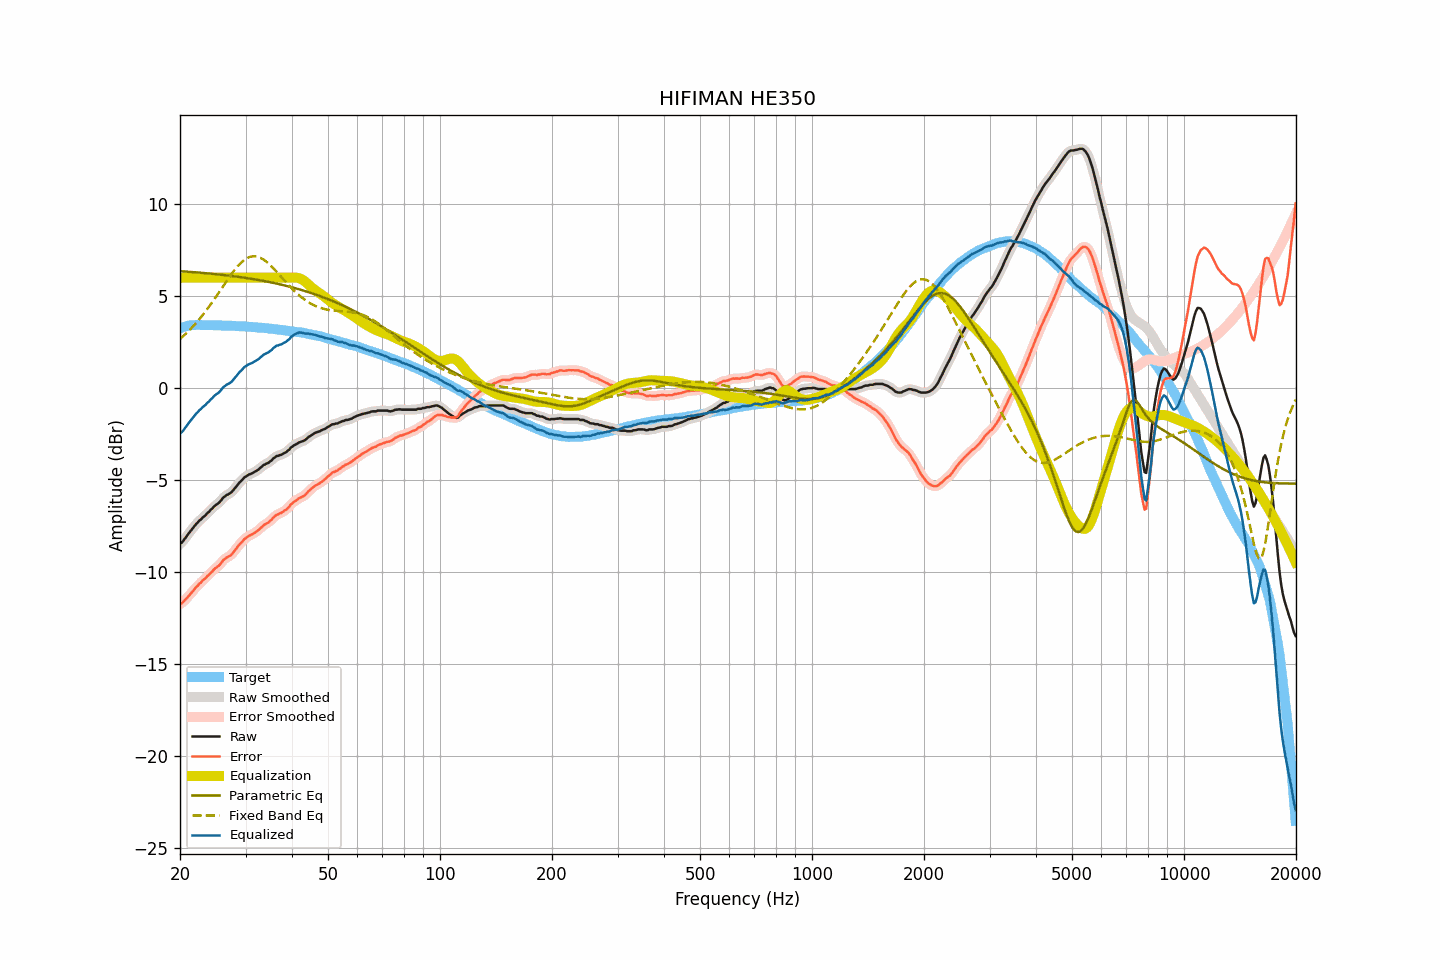 HIFIMAN HE350
Amplitude (dBr)
10
5
0
−5
−10
−15
−20
−25
Target
Raw Smoothed
Error Smoothed
Raw
Error
Equalization
Parametric Eq
Fixed Band Eq
Equalized
20 50 100 200 500 1000 2000 5000 10000 20000
Frequency (Hz)